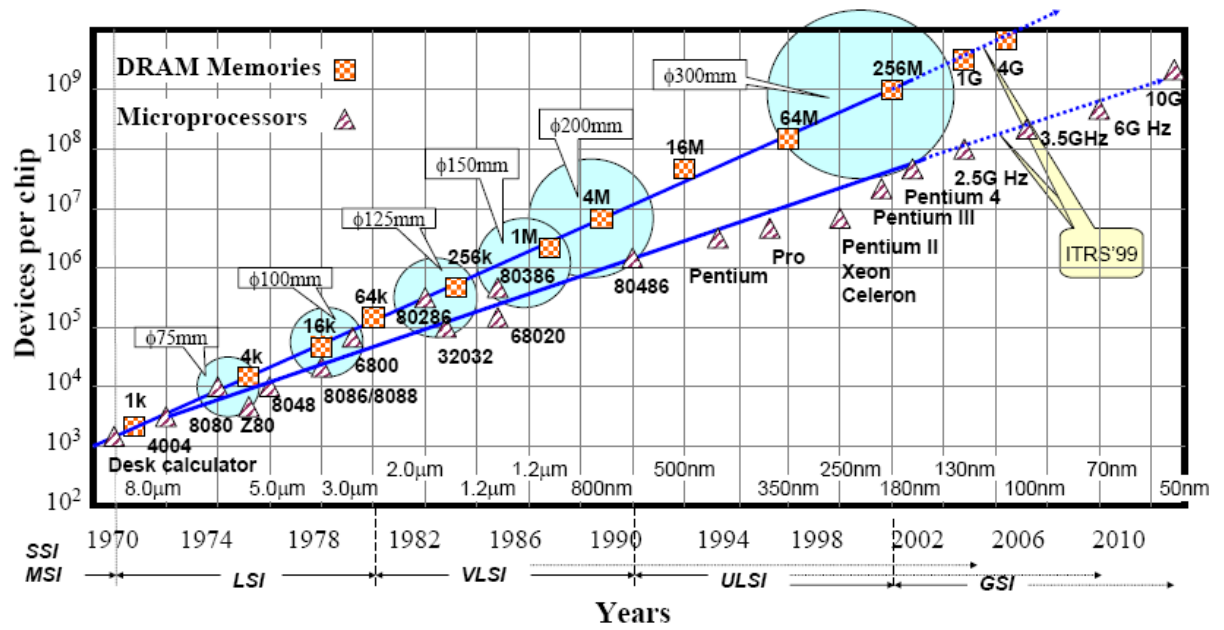 DRAM Memories
Microprocessors
Devices per chip
10⁹
10⁸
10⁷
10⁶
10⁵
10⁴
10³
10²
ϕ75mm
ϕ100mm
ϕ125mm
ϕ150mm
ϕ200mm
ϕ300mm
1k
4k
16k
64k
256k
1M
4M
16M
64M
256M
1G
4G
Desk calculator
4004
8080
Z80
8048
8086/8088
6800
80286
32032
80386
68020
80486
Pentium
Pro
Pentium II
Xeon
Celeron
Pentium III
Pentium 4
2.5G Hz
3.5GHz
6G Hz
10G
ITRS'99
8.0µm
5.0µm
3.0µm
2.0µm
1.2µm
1.2µm
800nm
500nm
350nm
250nm
180nm
130nm
100nm
70nm
50nm
1970 1974 1978 1982 1986 1990 1994 1998 2002 2006 2010
SSI
MSI LSI VLSI ULSI GSI
Years